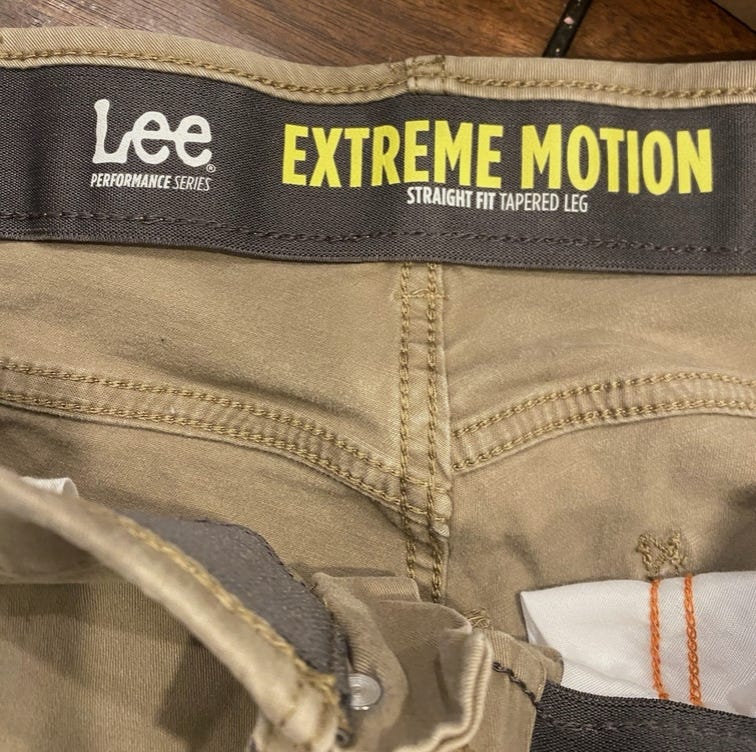 Lee®
PERFORMANCE SERIES
EXTREME MOTION
STRAIGHT FIT TAPERED LEG